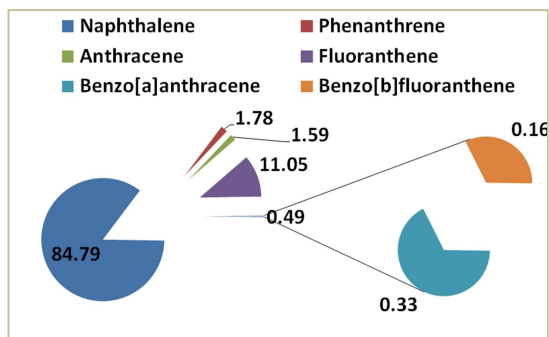 Naphthalene Phenanthrene
Anthracene Fluoranthene
Benzo[a]anthracene Benzo[b]fluoranthene
1.78
1.59
0.16
11.05
0.49
84.79
0.33